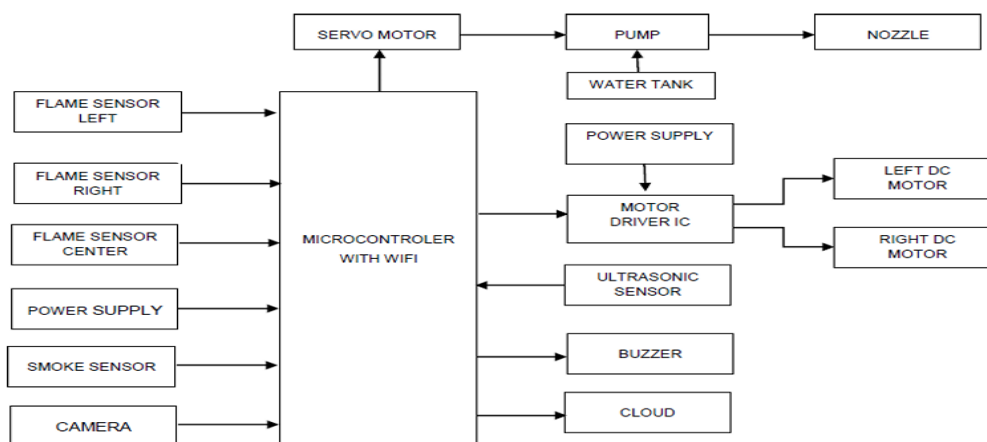 SERVO MOTOR
PUMP
NOZZLE
WATER TANK
FLAME SENSOR
LEFT
FLAME SENSOR
RIGHT
FLAME SENSOR
CENTER
POWER SUPPLY
SMOKE SENSOR
CAMERA
MICROCONTROLER
WITH WIFI
POWER SUPPLY
MOTOR
DRIVER IC
LEFT DC
MOTOR
RIGHT DC
MOTOR
ULTRASONIC
SENSOR
BUZZER
CLOUD